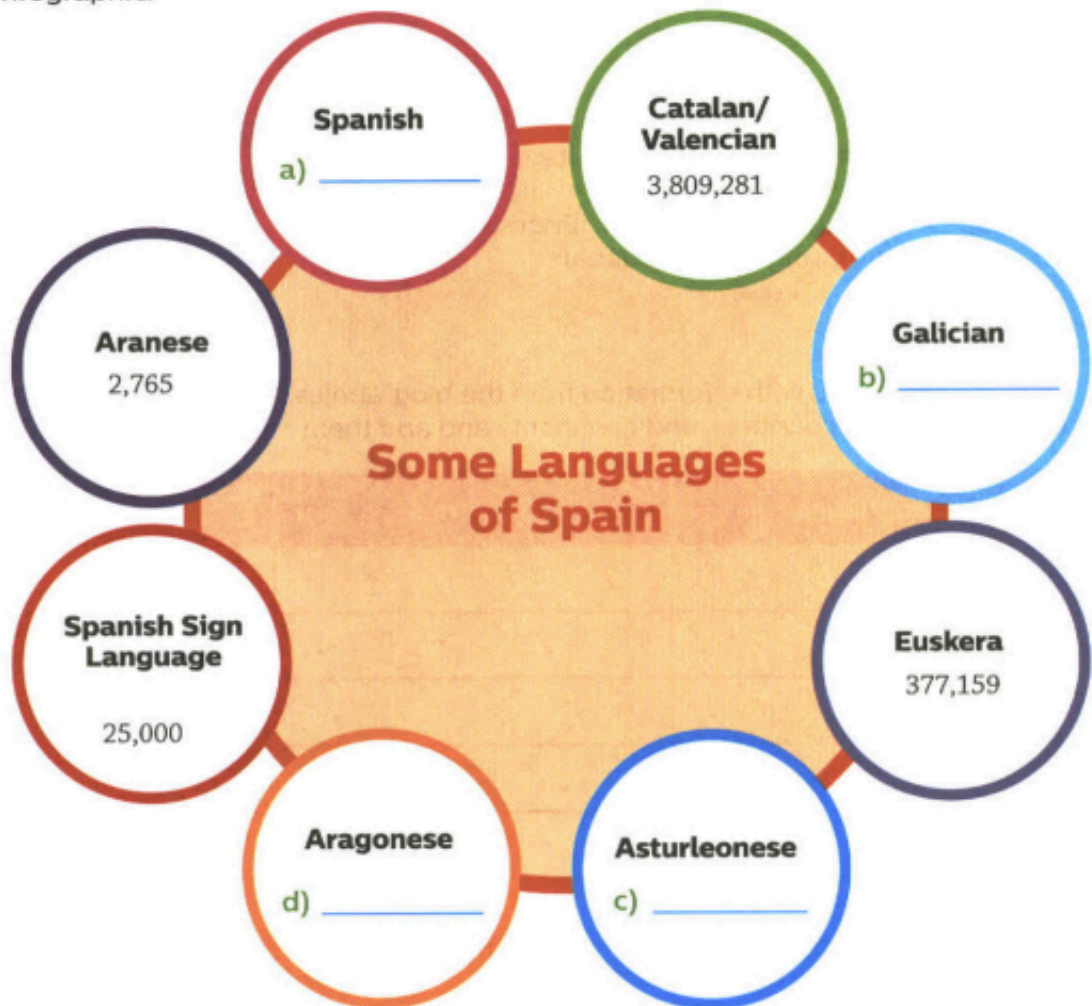 Spanish
a)
Catalan/
Valencian
3,809,281
Galician
b)
Euskera
377,159
Asturleonese
c)
Aragonese
d)
Spanish Sign
Language
25,000
Aranese
2,765
Some Languages
of Spain